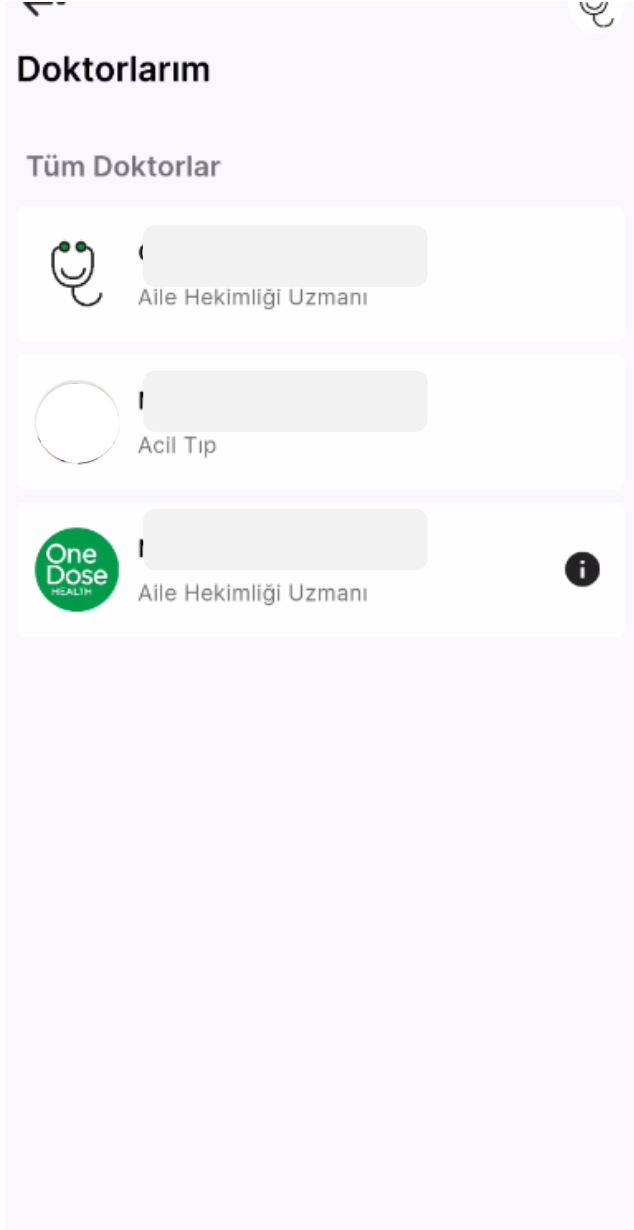 Doktorlarım
Tüm Doktorlar
Aile Hekimliği Uzmanı
Acil Tıp
One
Dose
HEALTH
Aile Hekimliği Uzmanı